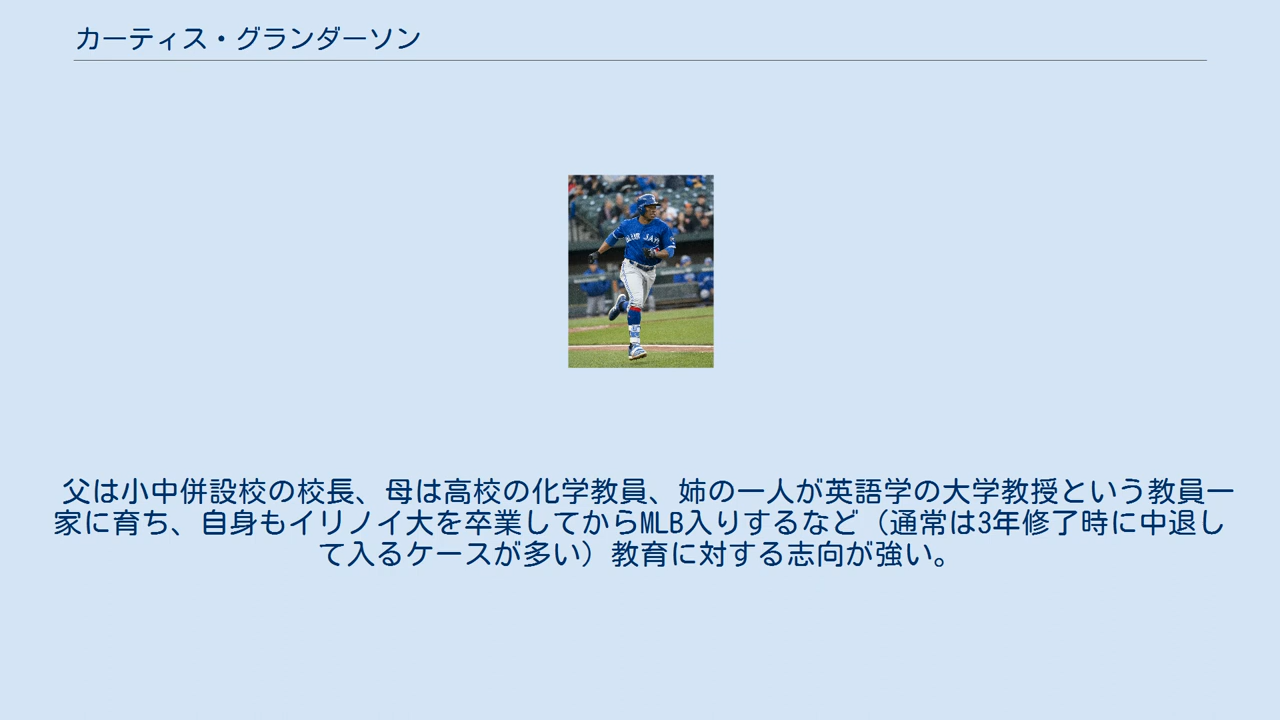 カーティス・グランダーソン
BLUE JAYS
父は小中併設校の校長、母は高校の化学教員、姉の一人が英語学の大学教授という教員一
家に育ち、自身もイリノイ大を卒業してからMLB入りするなど（通常は3年修了時に中退し
て入るケースが多い）教育に対する志向が強い。